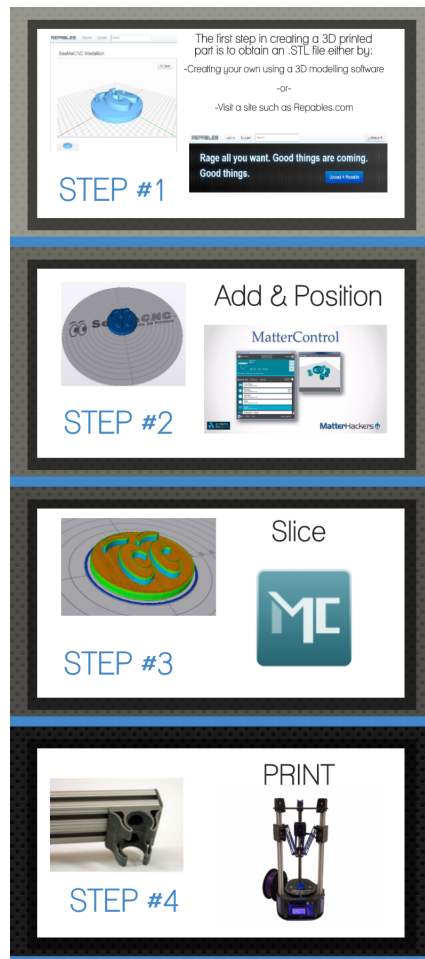 REPABLES
SeeMeCNC Medallion
The first step in creating a 3D printed
part is to obtain an .STL file either by:
-Creating your own using a 3D modelling software
-or-
-Visit a site such as Repables.com
REPABLES
Rage all you want. Good things are coming.
Good things.
Upload A Repable
STEP #1
Add & Position
SeeMeCNC
MatterControl
MatterHackers
STEP #2
Slice
MC
STEP #3
PRINT
STEP #4